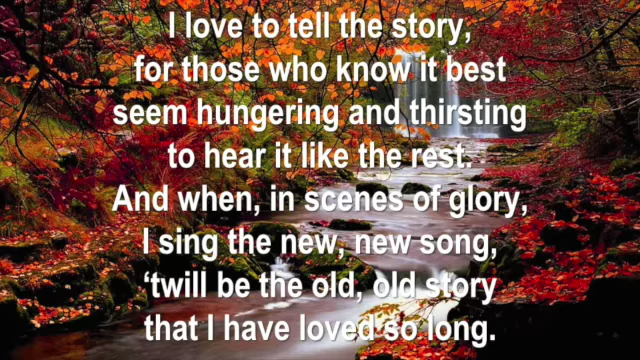 I love to tell the story,
for those who know it best
seem hungering and thirsting
to hear it like the rest.
And when, in scenes of glory,
I sing the new, new song,
‘twill be the old, old story
that I have loved so long.